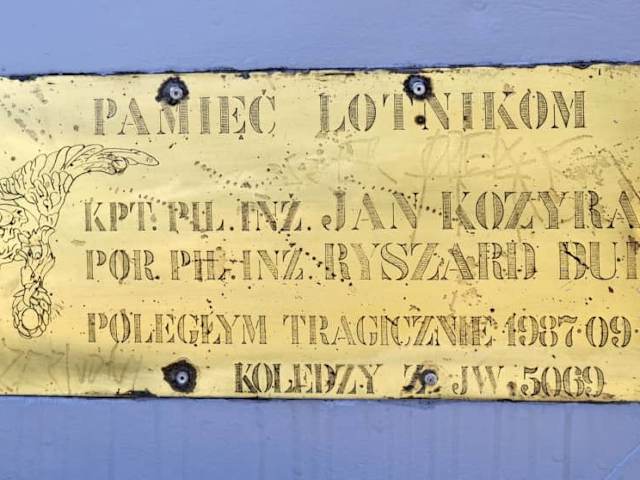 PAMIĘĆ LOTNIKOM
KPT. PIL. INŻ. JAN KOZYRA
POR. PIL. INŻ. RYSZARD
POLEGŁYM TRAGICZNIE 1987-09-
KOLEDZY Z JW. 5069